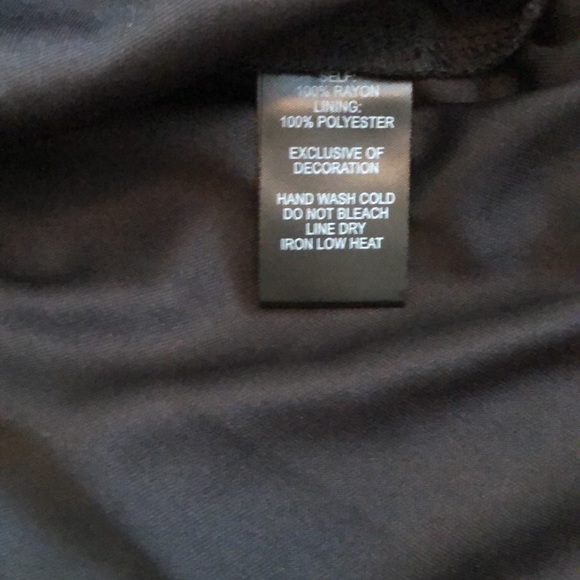 SELF:
100% RAYON
LINING:
100% POLYESTER
EXCLUSIVE OF
DECORATION
HAND WASH COLD
DO NOT BLEACH
LINE DRY
IRON LOW HEAT